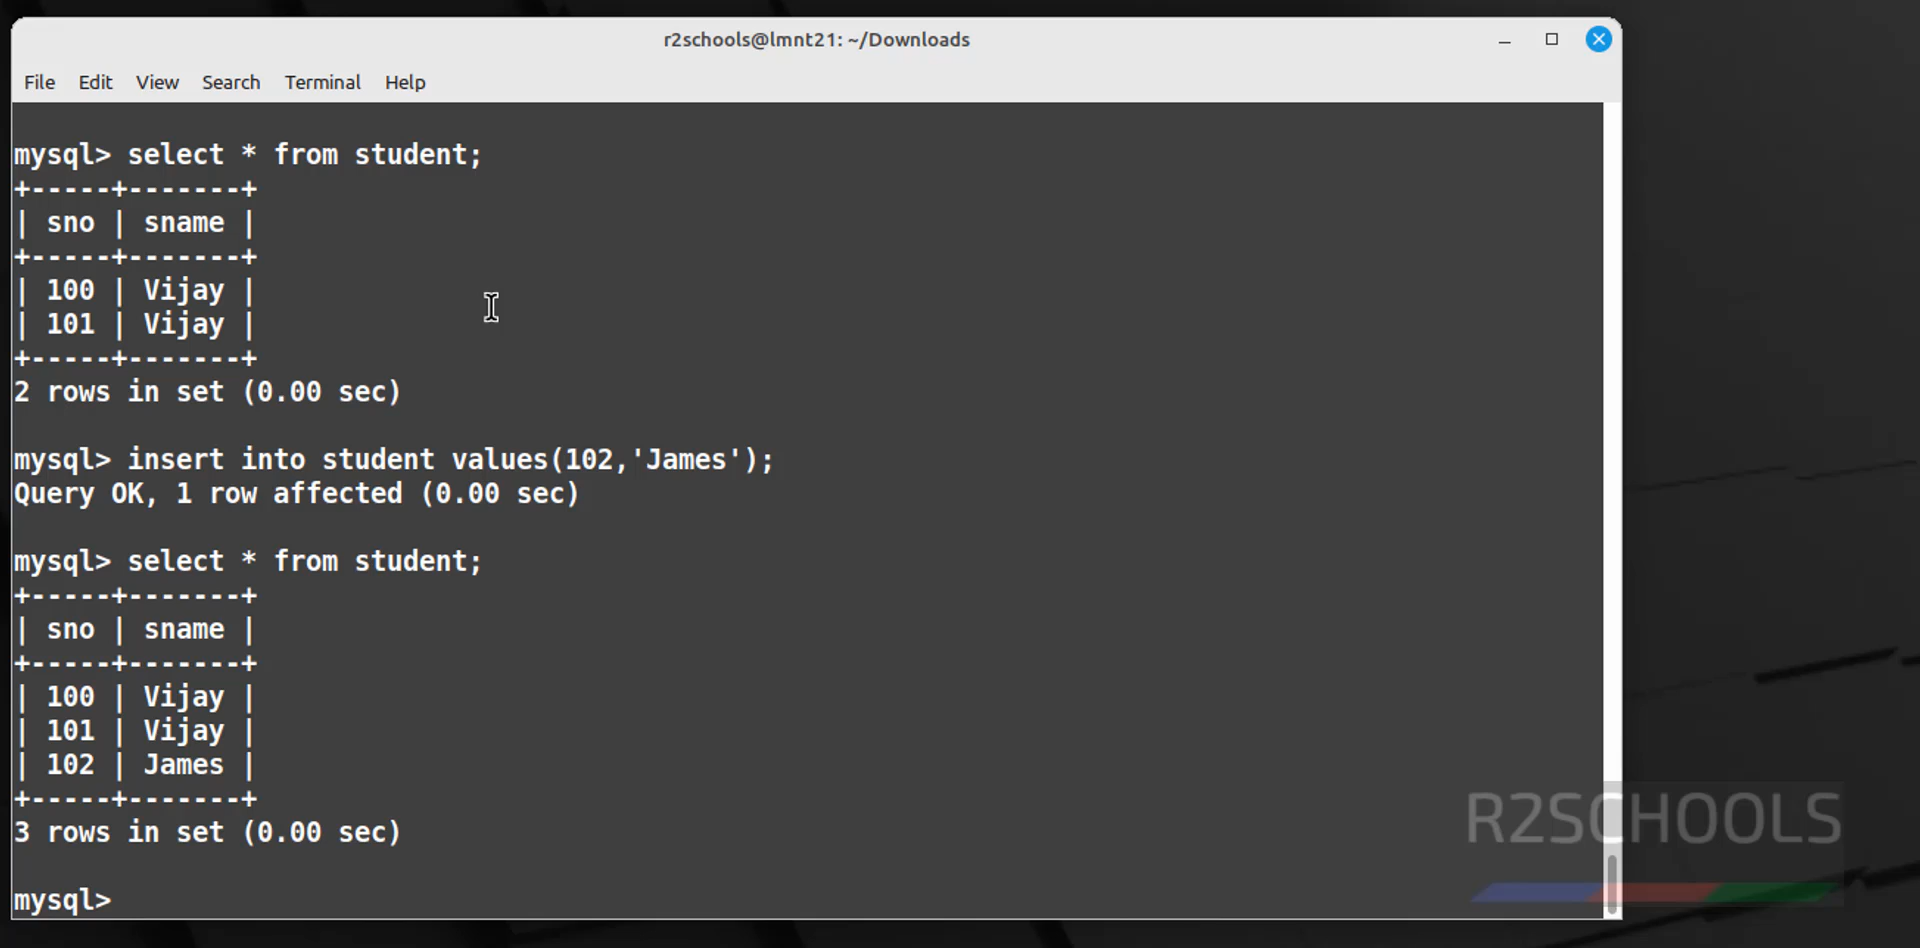 r2schools@lmnt21: ~/Downloads
File Edit View Search Terminal Help
mysql> select * from student;
+-----+-------+
| sno | sname |
+-----+-------+
| 100 | Vijay |
| 101 | Vijay |
+-----+-------+
2 rows in set (0.00 sec)
mysql> insert into student values(102,'James');
Query OK, 1 row affected (0.00 sec)
mysql> select * from student;
+-----+-------+
| sno | sname |
+-----+-------+
| 100 | Vijay |
| 101 | Vijay |
| 102 | James |
+-----+-------+
3 rows in set (0.00 sec)
mysql>
R2SCHOOLS